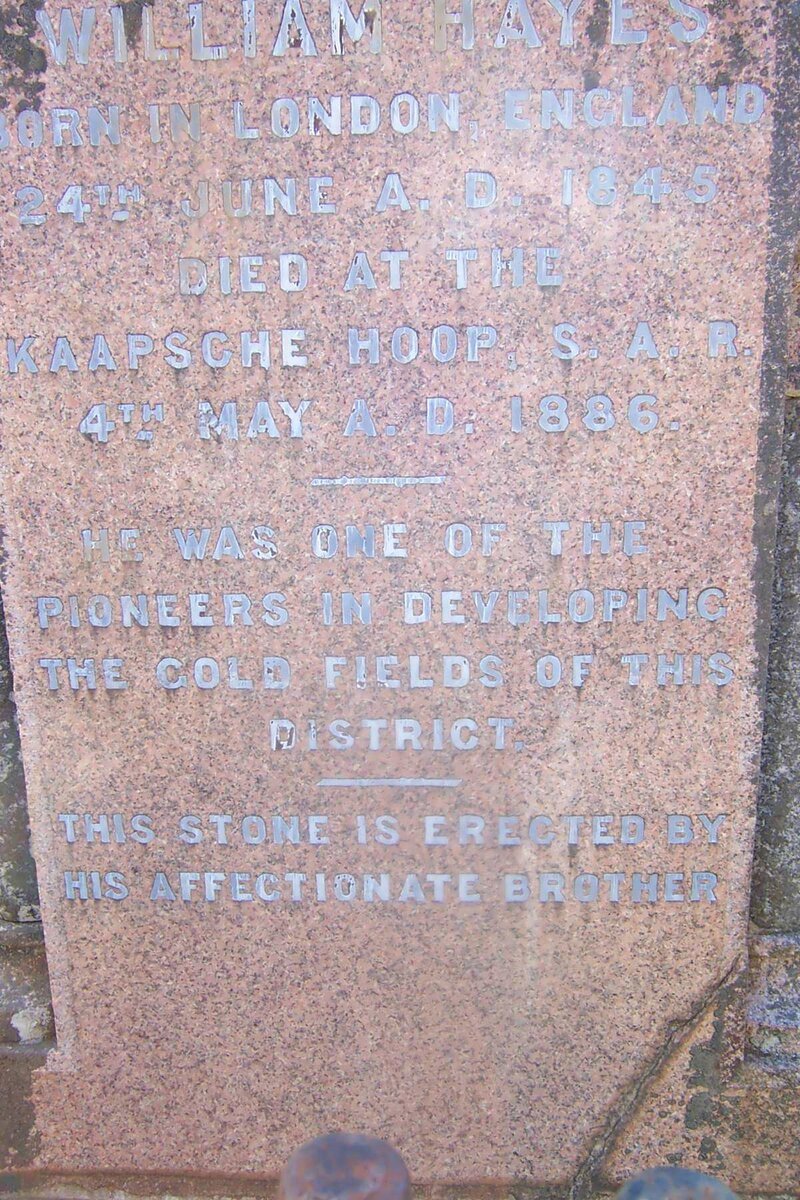 WILLIAM HAYES
BORN IN LONDON, ENGLAND
24TH JUNE A. D. 1845
DIED AT THE
KAAPSCHE HOOP, S. A. R.
4TH MAY A. D. 1886.
HE WAS ONE OF THE
PIONEERS IN DEVELOPING
THE GOLD FIELDS OF THIS
DISTRICT.
THIS STONE IS ERECTED BY
HIS AFFECTIONATE BROTHER